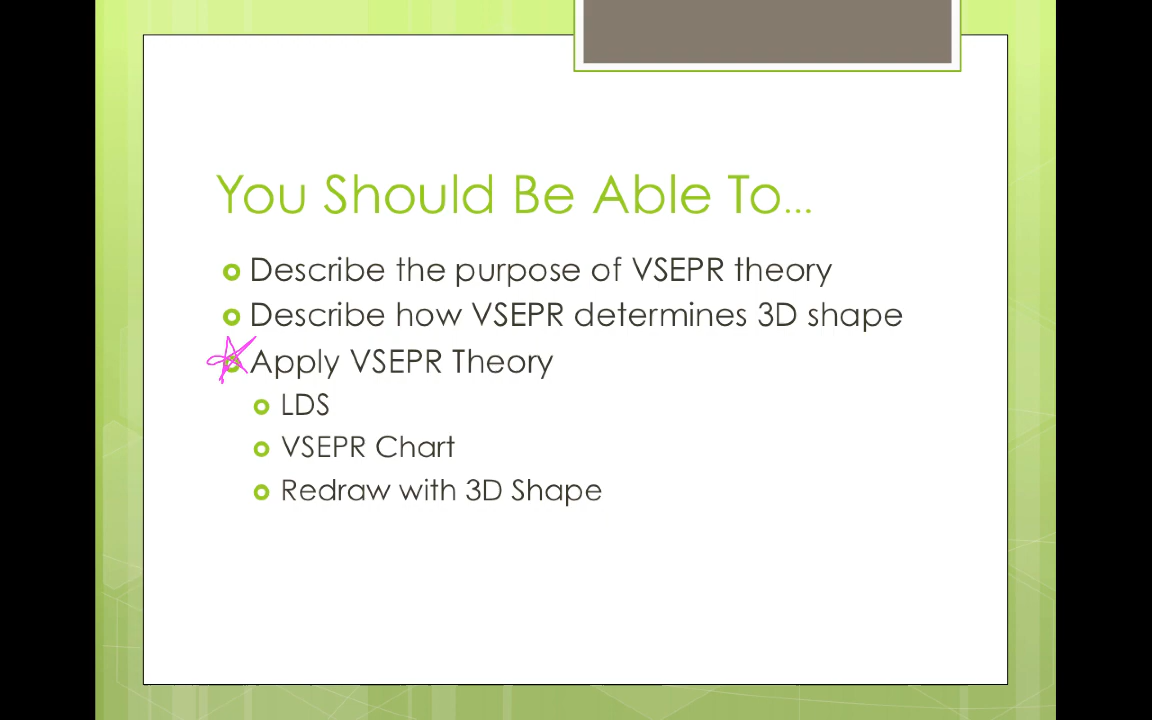 You Should Be Able To...
Describe the purpose of VSEPR theory
Describe how VSEPR determines 3D shape
Apply VSEPR Theory
LDS
VSEPR Chart
Redraw with 3D Shape